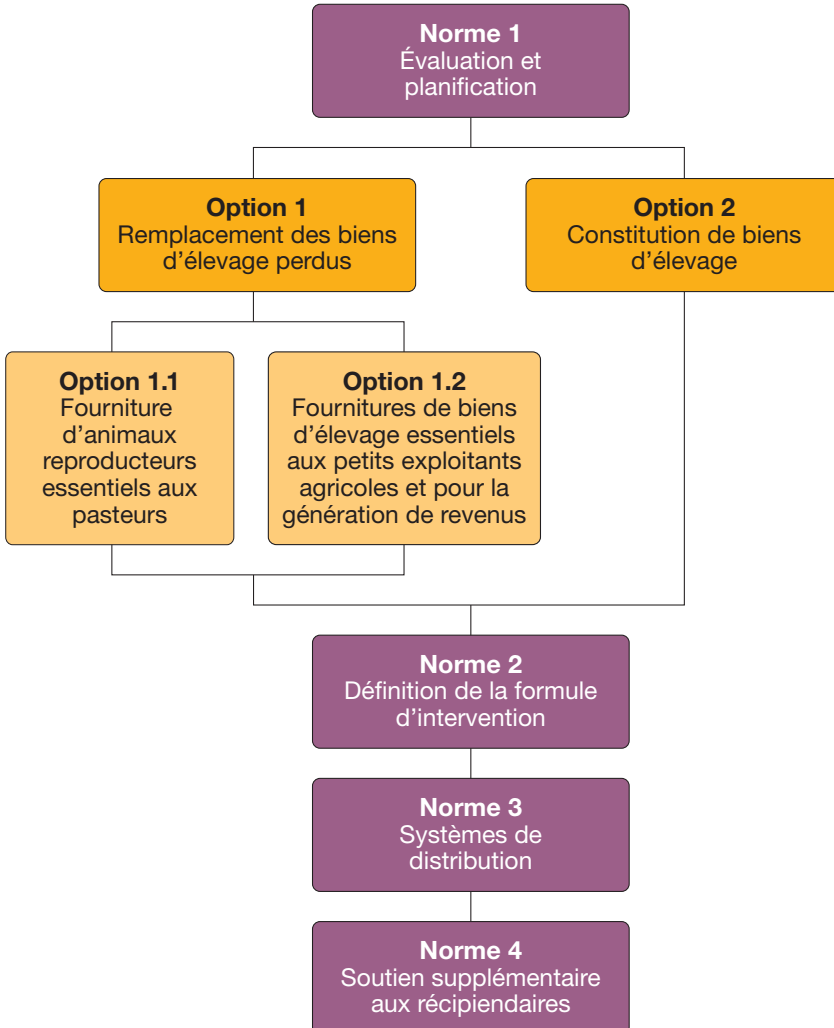 Norme 1
Évaluation et
planification
Option 1
Remplacement des biens
d’élevage perdus
Option 2
Constitution de biens
d’élevage
Option 1.1
Fourniture
d’animaux
reproducteurs
essentiels aux
pasteurs
Option 1.2
Fournitures de biens
d’élevage essentiels
aux petits exploitants
agricoles et pour la
génération de revenus
Norme 2
Définition de la formule
d’intervention
Norme 3
Systèmes de
distribution
Norme 4
Soutien supplémentaire
aux récipiendaires